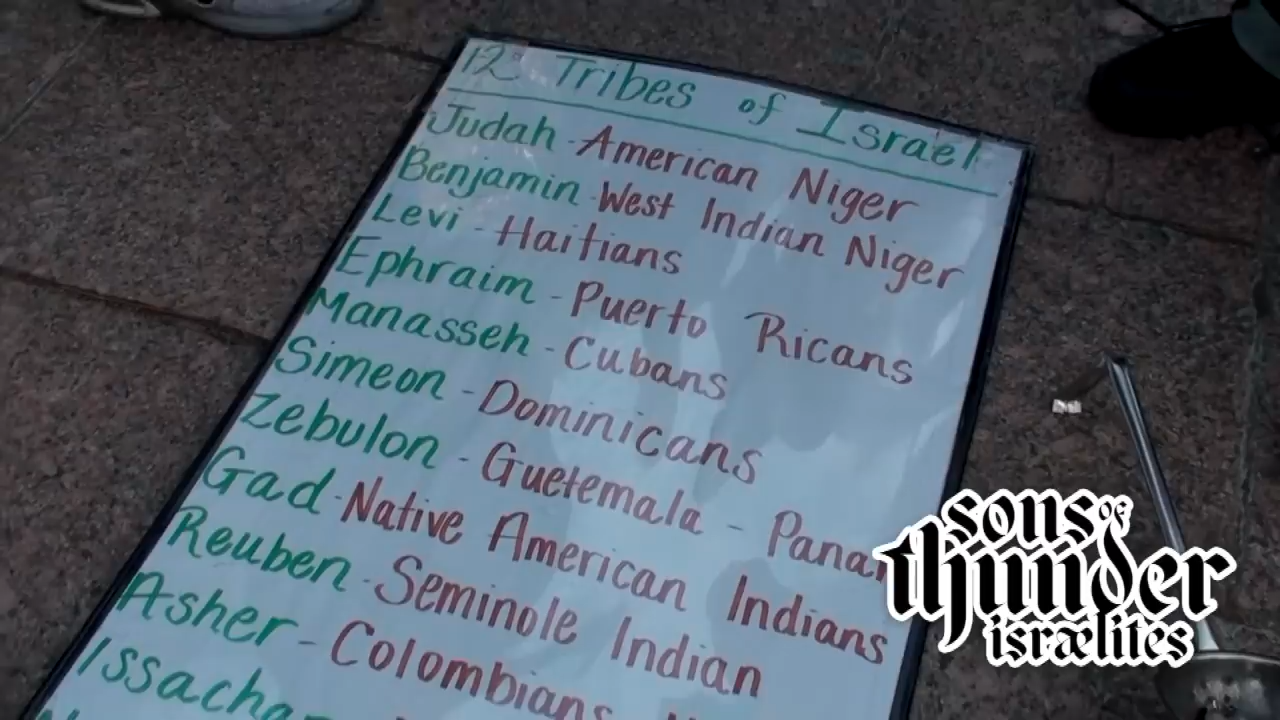 12 Tribes of Israel
Judah - American Niger
Benjamin - West Indian Niger
Levi - Haitians
Ephraim - Puerto Ricans
Manasseh - Cubans
Simeon - Dominicans
Zebulon - Guetemala -
Gad - Native American Indians
Reuben - Seminole Indian
Asher - Colombians
sons of
thunder
israelites